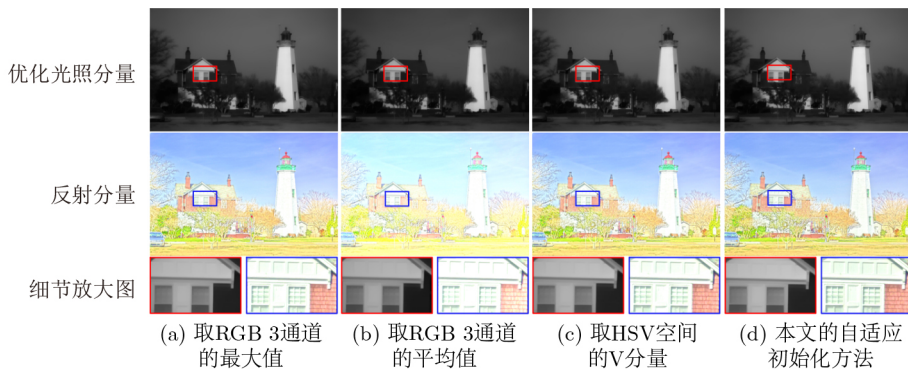 优化光照分量
反射分量
细节放大图
(a) 取RGB 3通道
的最大值
(b) 取RGB 3通道
的平均值
(c) 取HSV空间
的V分量
(d) 本文的自适应
初始化方法